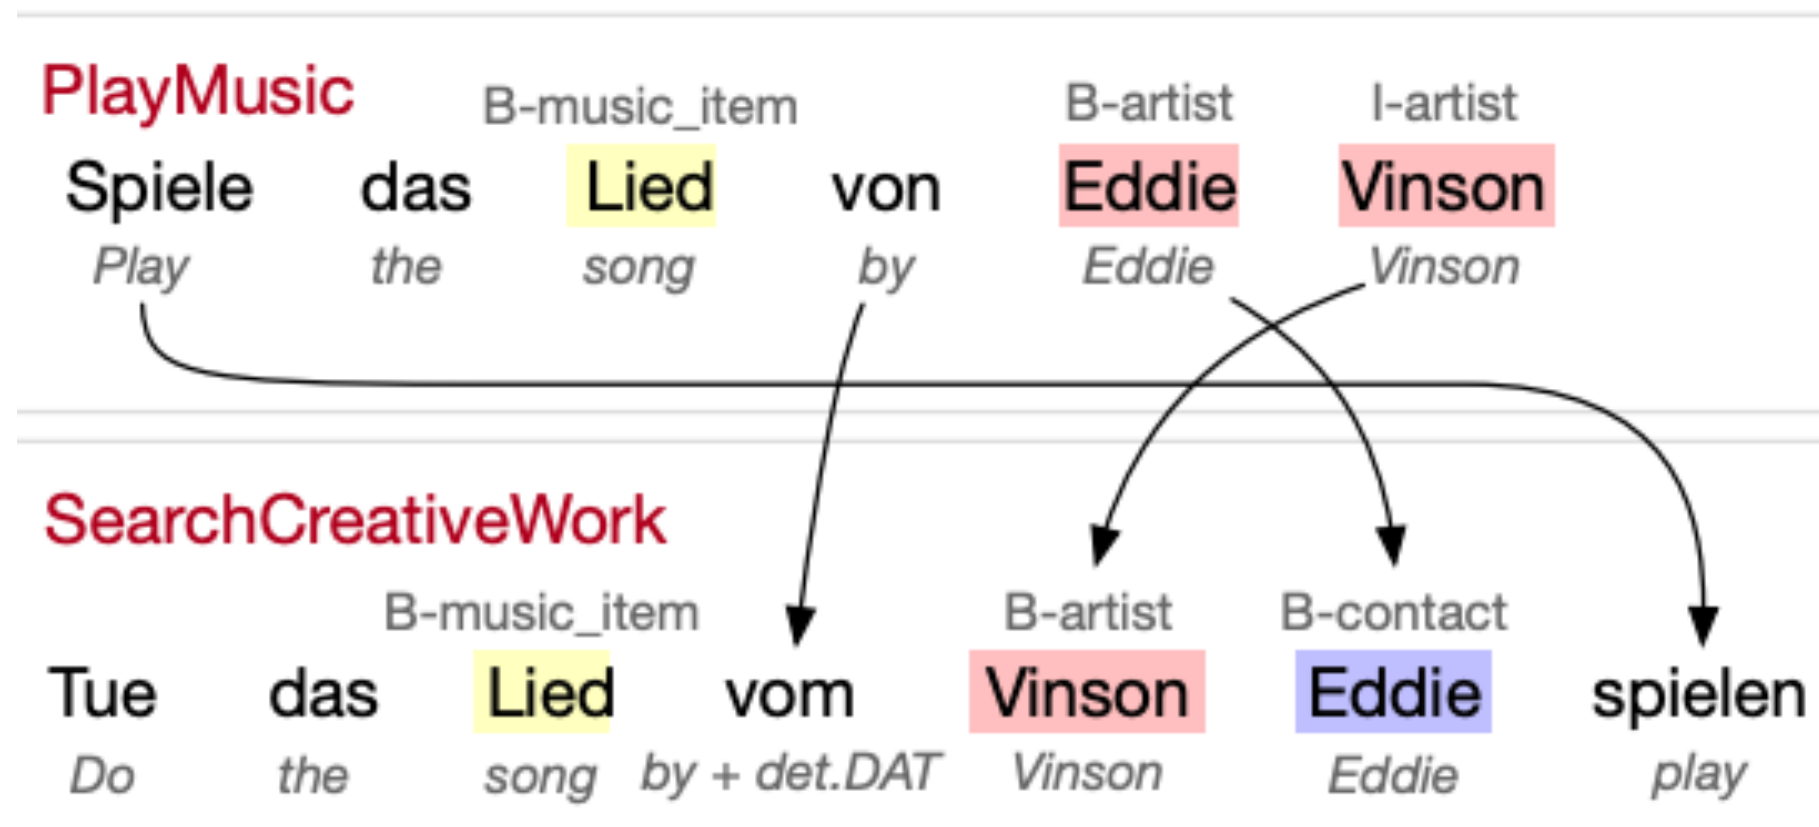 PlayMusic
B-music_item B-artist I-artist
Spiele das Lied von Eddie Vinson
Play the song by Eddie Vinson
SearchCreativeWork
B-music_item B-artist B-contact
Tue das Lied vom Vinson Eddie spielen
Do the song by + det.DAT Vinson Eddie play